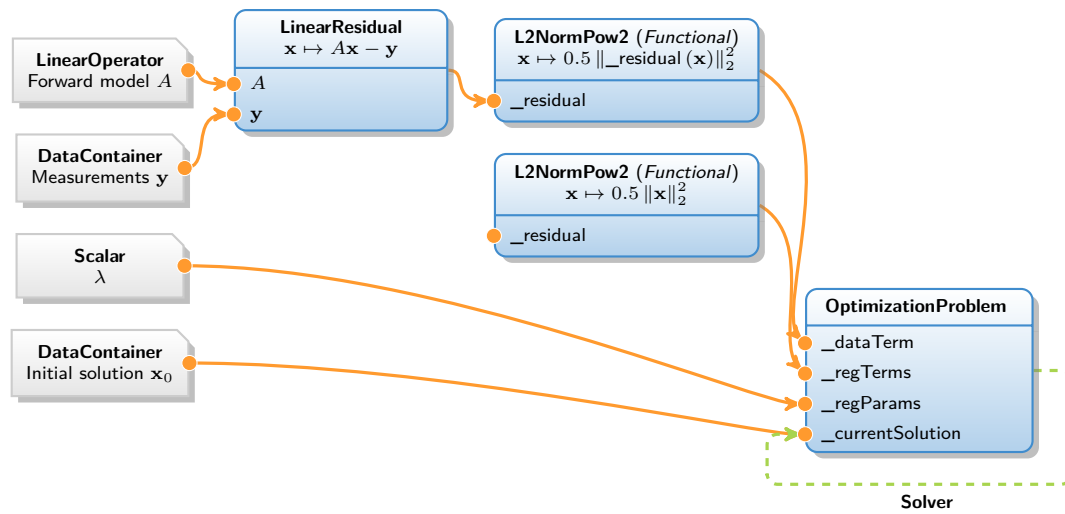 LinearOperator
Forward model A
DataContainer
Measurements y
Scalar
λ
DataContainer
Initial solution x₀
LinearResidual
x ↦ Ax − y
A
y
L2NormPow2 (Functional)
x ↦ 0.5 ‖_residual (x)‖₂²
_residual
L2NormPow2 (Functional)
x ↦ 0.5 ‖x‖₂²
_residual
OptimizationProblem
_dataTerm
_regTerms
_regParams
_currentSolution
Solver